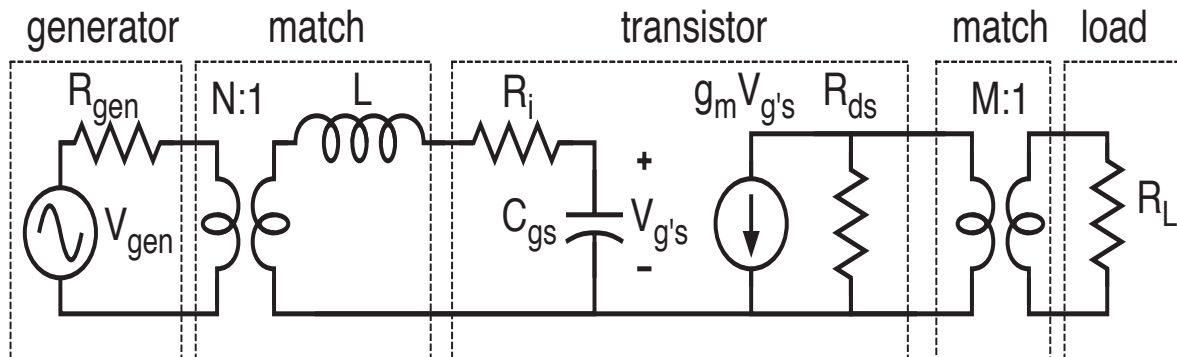 generator match transistor match load
R_gen N:1 L R_i g_mV_g's R_ds M:1
+
V_gen C_gs V_g's R_L
-